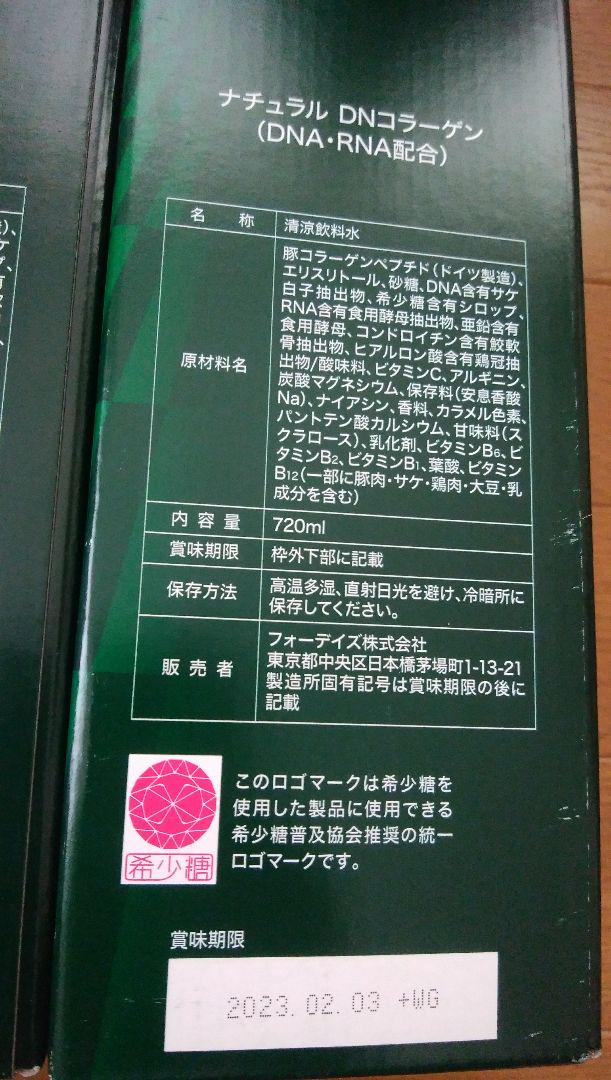 ナチュラル DNコラーゲン
(DNA・RNA配合)
名 称 清涼飲料水
原材料名
豚コラーゲンペプチド(ドイツ製造)、
エリスリトール、砂糖、DNA含有サケ
白子抽出物、希少糖含有シロップ、
RNA含有食用酵母抽出物、亜鉛含有
食用酵母、コンドロイチン含有鮫軟
骨抽出物、ヒアルロン酸含有鶏冠抽
出物/酸味料、ビタミンC、アルギニン、
炭酸マグネシウム、保存料(安息香酸
Na)、ナイアシン、香料、カラメル色素、
パントテン酸カルシウム、甘味料(ス
クラロース)、乳化剤、ビタミンB6、ビ
タミンB2、ビタミンB1、葉酸、ビタミン
B12(一部に豚肉・サケ・鶏肉・大豆・乳
成分を含む)
内容量 720ml
賞味期限 枠外下部に記載
保存方法 高温多湿、直射日光を避け、冷暗所に
保存してください。
販売者
フォーデイズ株式会社
東京都中央区日本橋茅場町1-13-21
製造所固有記号は賞味期限の後に
記載
希少糖
このロゴマークは希少糖を
使用した製品に使用できる
希少糖普及協会推奨の統一
ロゴマークです。
賞味期限
2023.02.03 +WG